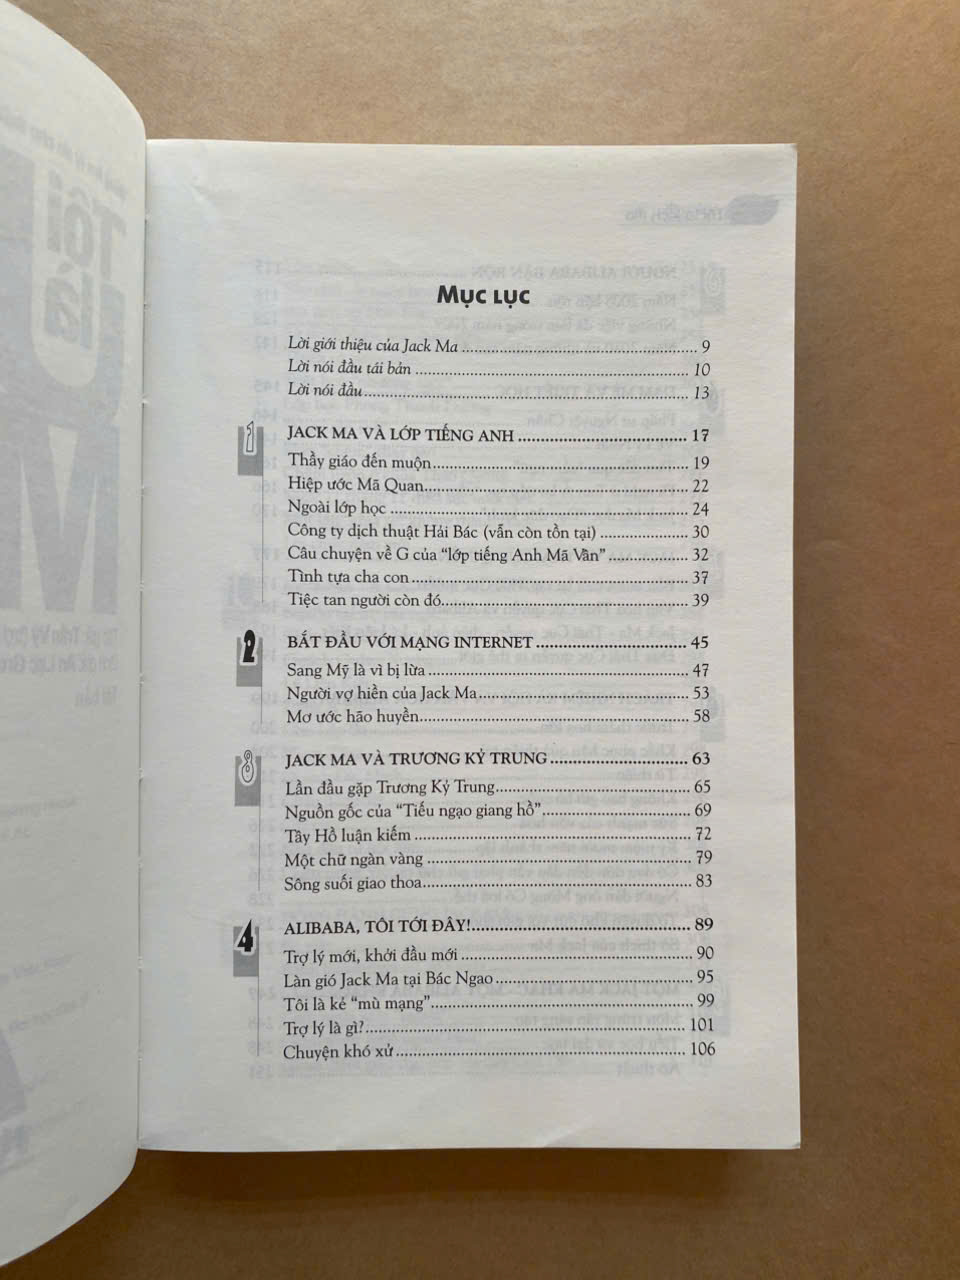 Mục lục
Lời giới thiệu của Jack Ma 9
Lời nói đầu tái bản 10
Lời nói đầu 13
1 JACK MA VÀ LỚP TIẾNG ANH 17
Thầy giáo đến muộn 19
Hiệp ước Mã Quan 22
Ngoài lớp học 24
Công ty dịch thuật Hải Bác (vẫn còn tồn tại) 30
Câu chuyện về G của “lớp tiếng Anh Mã Vân” 32
Tình tựa cha con 37
Tiệc tan người còn đó 39
2 BẮT ĐẦU VỚI MẠNG INTERNET 45
Sang Mỹ là vì bị lừa 47
Người vợ hiền của Jack Ma 53
Mơ ước hão huyền 58
3 JACK MA VÀ TRƯƠNG KỶ TRUNG 63
Lần đầu gặp Trương Kỷ Trung 65
Nguồn gốc của “Tiếu ngạo giang hồ” 69
Tây Hồ luận kiếm 72
Một chữ ngàn vàng 79
Sông suối giao thoa 83
4 ALIBABA, TÔI TỚI ĐÂY! 89
Trợ lý mới, khởi đầu mới 90
Làn gió Jack Ma tại Bác Ngao 95
Tôi là kẻ “mù mạng” 99
Trợ lý là gì? 101
Chuyện khó xử 106